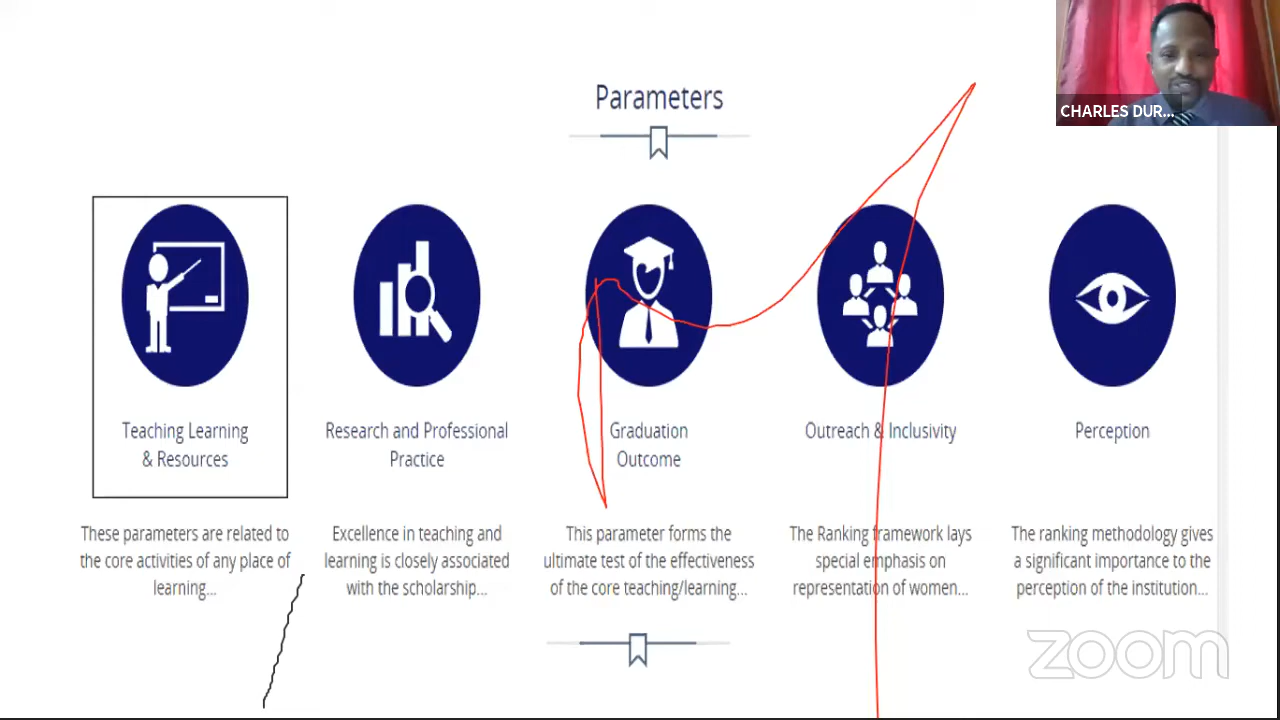 Parameters
CHARLES DUR...
Teaching Learning
& Resources
Research and Professional
Practice
Graduation
Outcome
Outreach & Inclusivity
Perception
These parameters are related to
the core activities of any place of
learning...
Excellence in teaching and
learning is closely associated
with the scholarship...
This parameter forms the
ultimate test of the effectiveness
of the core teaching/learning...
The Ranking framework lays
special emphasis on
representation of women...
The ranking methodology gives
a significant importance to the
perception of the institution...
zoom